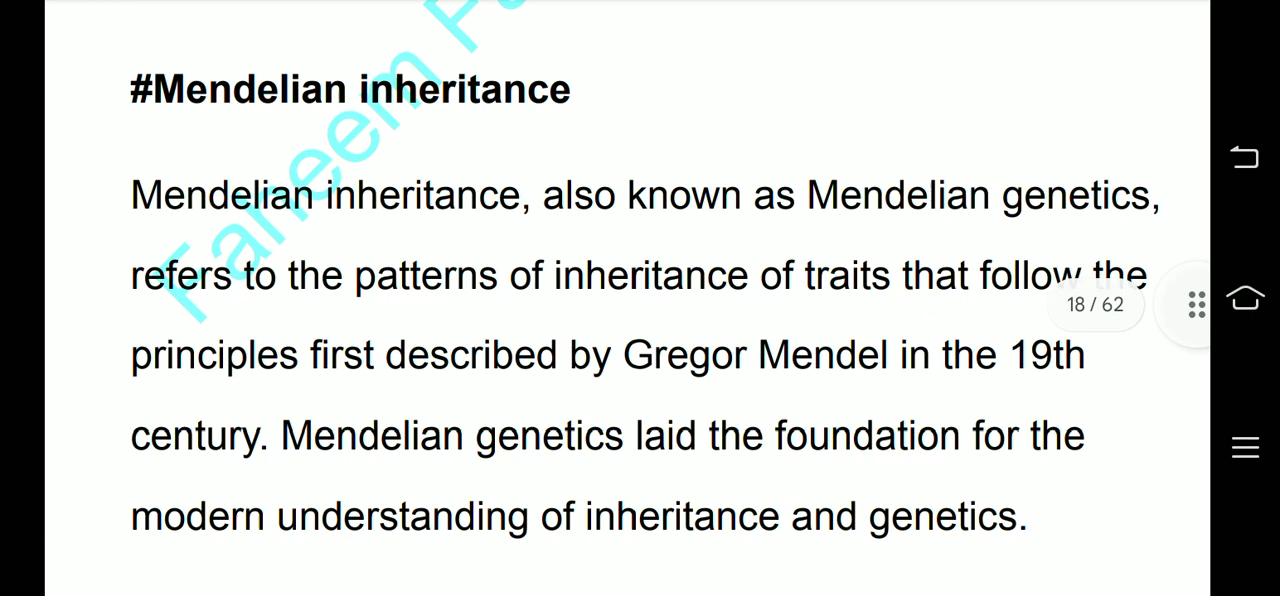 #Mendelian inheritance
Mendelian inheritance, also known as Mendelian genetics,
refers to the patterns of inheritance of traits that follow the
18 / 62
principles first described by Gregor Mendel in the 19th
century. Mendelian genetics laid the foundation for the
modern understanding of inheritance and genetics.
Faheem